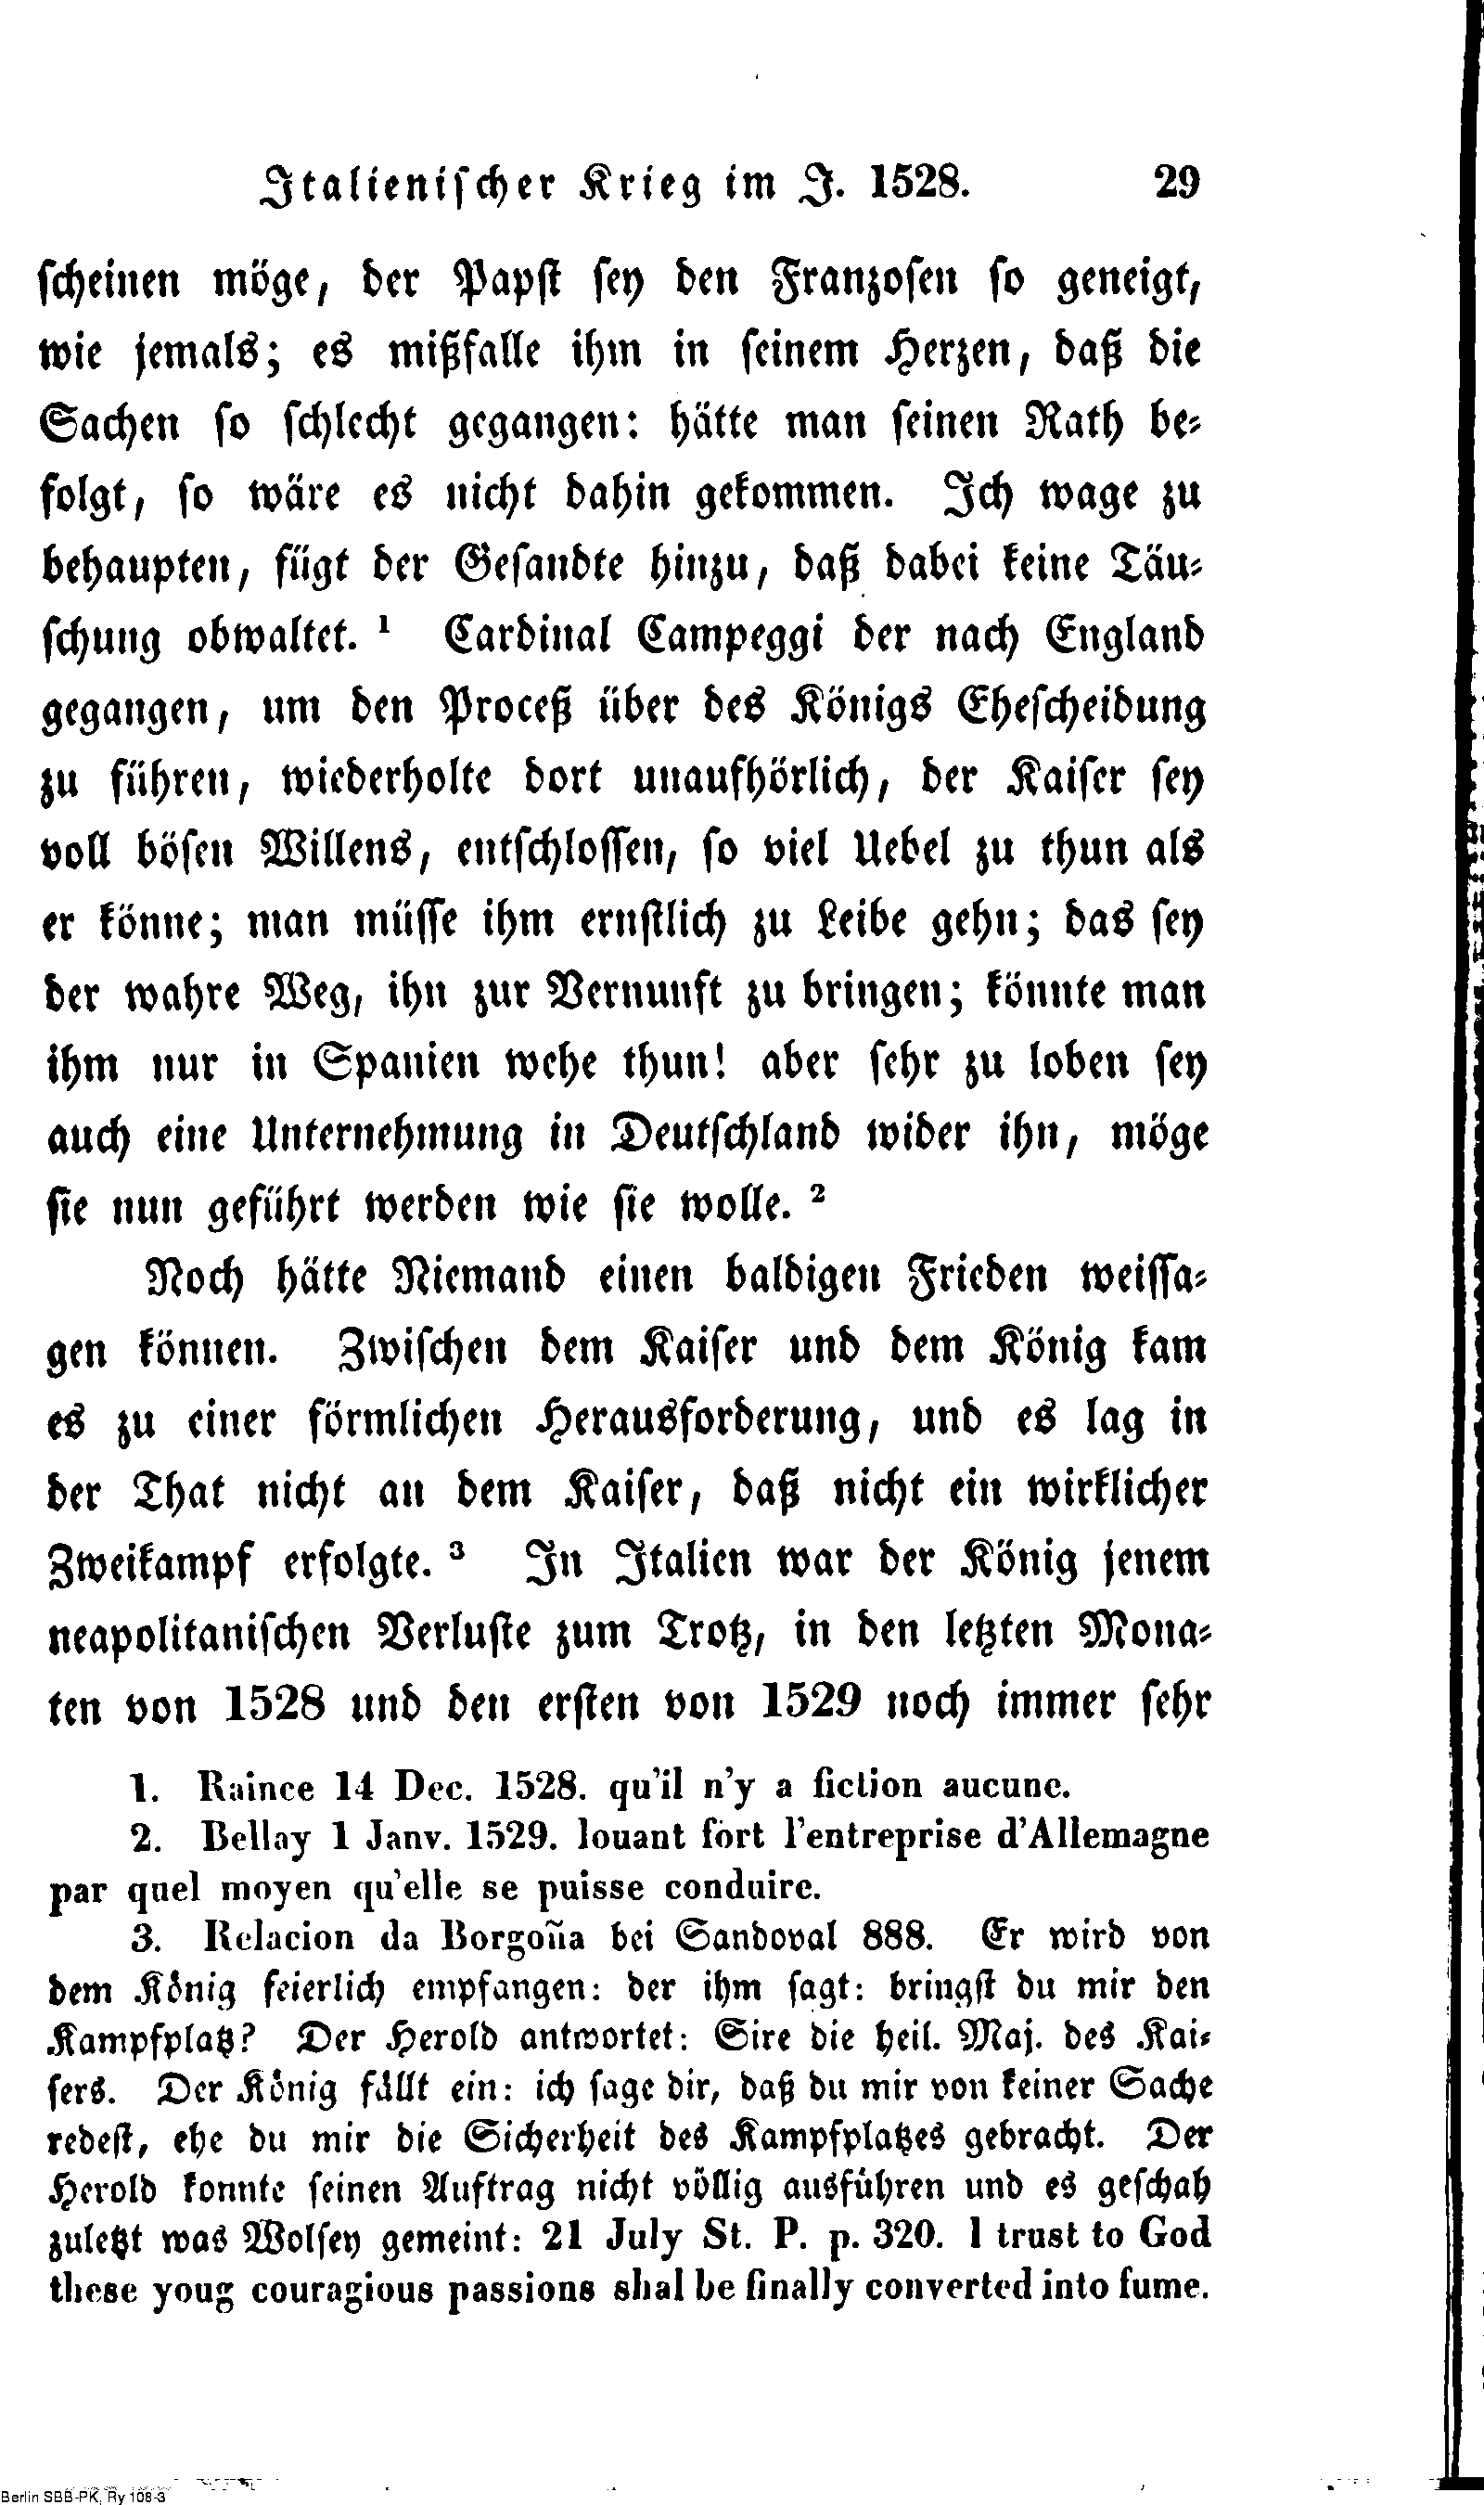 Italieniſcher Krieg im J. 1528. 29
ſcheinen möge, der Papſt ſey den Franzoſen ſo geneigt,
wie jemals; es mißfalle ihm in ſeinem Herzen, daß die
Sachen ſo ſchlecht gegangen: hätte man ſeinen Rath be-
folgt, ſo wäre es nicht dahin gekommen. Ich wage zu
behaupten, fügt der Geſandte hinzu, daß dabei keine Täu-
ſchung obwaltet. ¹ Cardinal Campeggi der nach England
gegangen, um den Proceß über des Königs Eheſcheidung
zu führen, wiederholte dort unaufhörlich, der Kaiſer ſey
voll böſen Willens, entſchloſſen, ſo viel Uebel zu thun als
er könne; man müſſe ihm ernſtlich zu Leibe gehn; das ſey
der wahre Weg, ihn zur Vernunft zu bringen; könnte man
ihm nur in Spanien wehe thun! aber ſehr zu loben ſey
auch eine Unternehmung in Deutſchland wider ihn, möge
ſie nun geführt werden wie ſie wolle. ²
Noch hätte Niemand einen baldigen Frieden weiſſa-
gen können. Zwiſchen dem Kaiſer und dem König kam
es zu einer förmlichen Herausforderung, und es lag in
der That nicht an dem Kaiſer, daß nicht ein wirklicher
Zweikampf erfolgte. ³ In Italien war der König jenem
neapolitaniſchen Verluſte zum Trotz, in den letzten Mona-
ten von 1528 und den erſten von 1529 noch immer ſehr
1. Raince 14 Dec. 1528. qu'il n'y a fiction aucune.
2. Bellay 1 Janv. 1529. louant fort l'entreprise d'Allemagne
par quel moyen qu'elle se puisse conduire.
3. Relacion da Borgoña bei Sandoval 888. Er wird von
dem König feierlich empfangen: der ihm ſagt: bringſt du mir den
Kampfplatz? Der Herold antwortet: Sire die heil. Maj. des Kai-
ſers. Der König fällt ein: ich ſage dir, daß du mir von keiner Sache
redeſt, ehe du mir die Sicherheit des Kampfplatzes gebracht. Der
Herold konnte ſeinen Auftrag nicht völlig ausführen und es geſchah
zuletzt was Wolſey gemeint: 21 July St. P. p. 320. I trust to God
these youg couragious passions shal be finally converted into fume.
Berlin SBB-PK, Ry 108-3